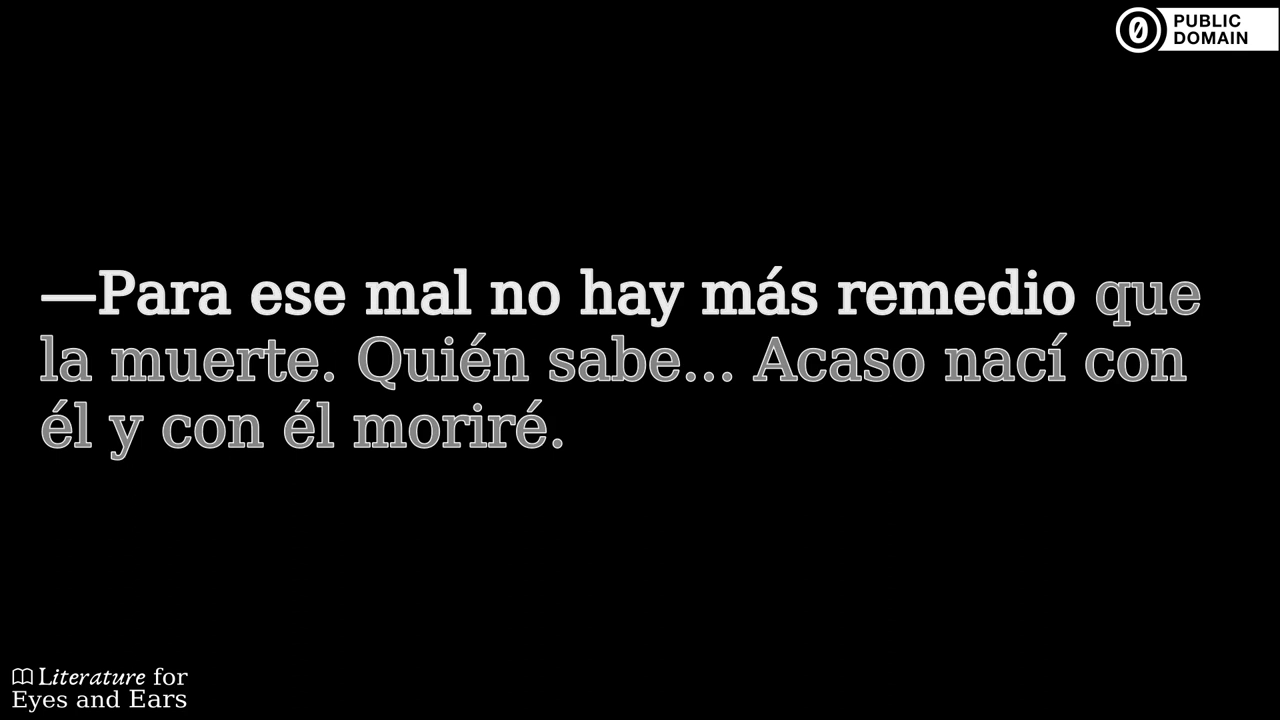 PUBLIC
DOMAIN
—Para ese mal no hay más remedio que
la muerte. Quién sabe... Acaso nací con
él y con él moriré.
Literature for
Eyes and Ears